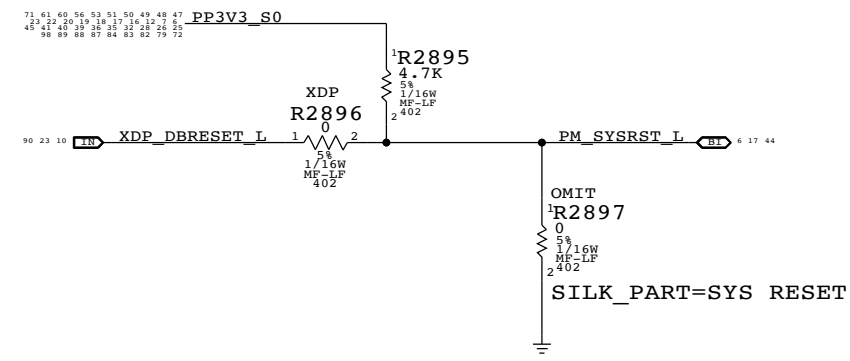 71 61 60 56 53 51 50 49 48 47
23 22 20 19 18 17 16 12 7 6
45 41 40 39 36 35 32 28 26 25
98 89 88 87 84 83 82 79 72
PP3V3_S0
1
R2895
4.7K
5%
1/16W
MF-LF
402
2
XDP
R2896
0
90 23 10 IN XDP_DBRESET_L 1 2 PM_SYSRST_L BI 6 17 44
5%
1/16W
MF-LF
402
OMIT
1
R2897
0
5%
1/16W
MF-LF
402
2
SILK_PART=SYS RESET